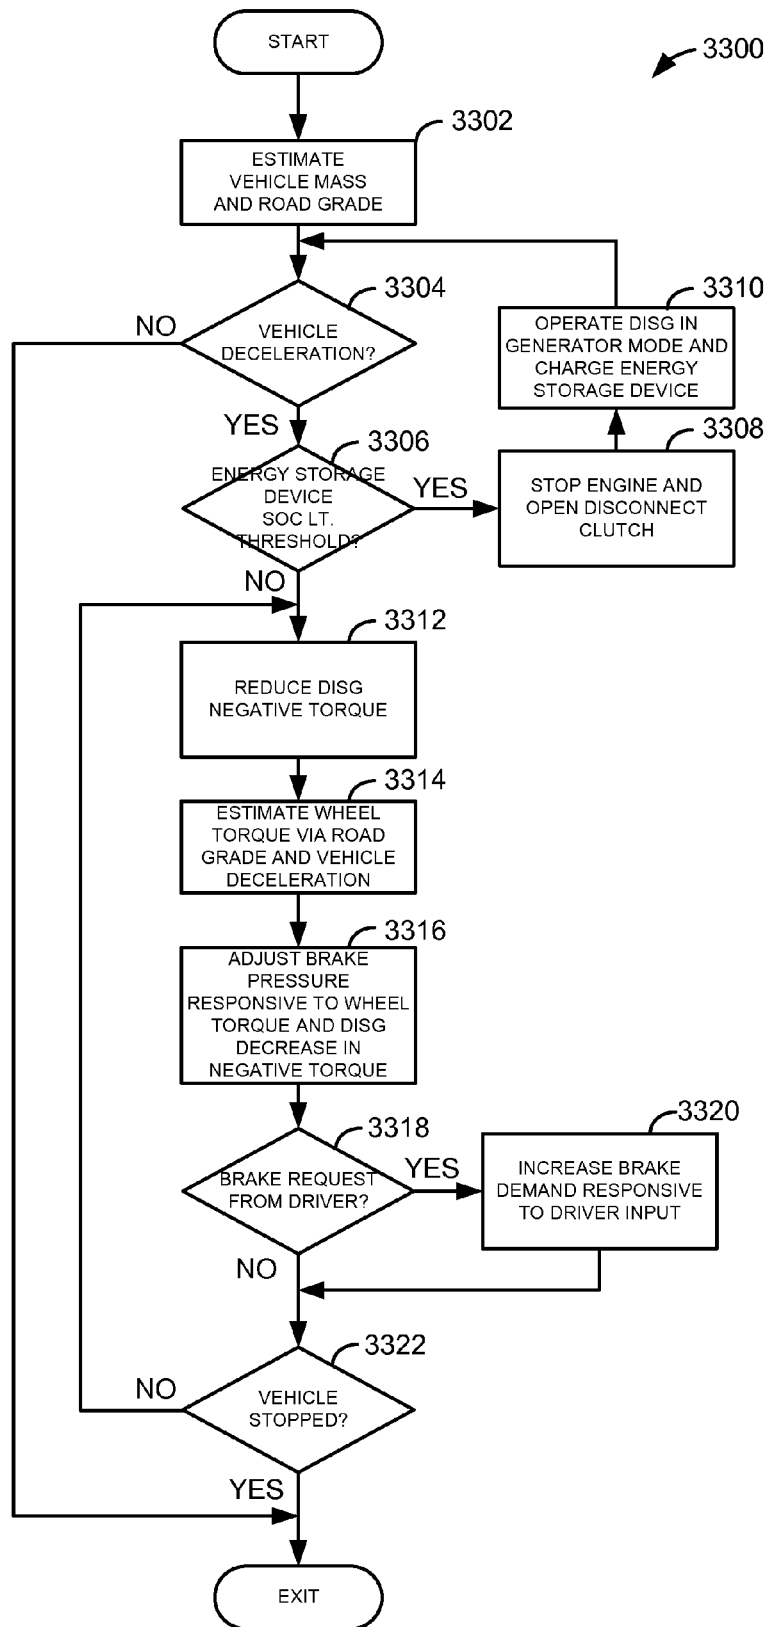 START
3300
3302
ESTIMATE
VEHICLE MASS
AND ROAD GRADE
3304
NO
VEHICLE
DECELERATION?
3310
OPERATE DISG IN
GENERATOR MODE AND
CHARGE ENERGY
STORAGE DEVICE
YES
3306
ENERGY STORAGE
DEVICE
SOC LT.
THRESHOLD?
YES
3308
STOP ENGINE AND
OPEN DISCONNECT
CLUTCH
NO
3312
REDUCE DISG
NEGATIVE TORQUE
3314
ESTIMATE WHEEL
TORQUE VIA ROAD
GRADE AND VEHICLE
DECELERATION
3316
ADJUST BRAKE
PRESSURE
RESPONSIVE TO WHEEL
TORQUE AND DISG
DECREASE IN
NEGATIVE TORQUE
3318
BRAKE REQUEST
FROM DRIVER?
YES
3320
INCREASE BRAKE
DEMAND RESPONSIVE
TO DRIVER INPUT
NO
3322
NO
VEHICLE
STOPPED?
YES
EXIT